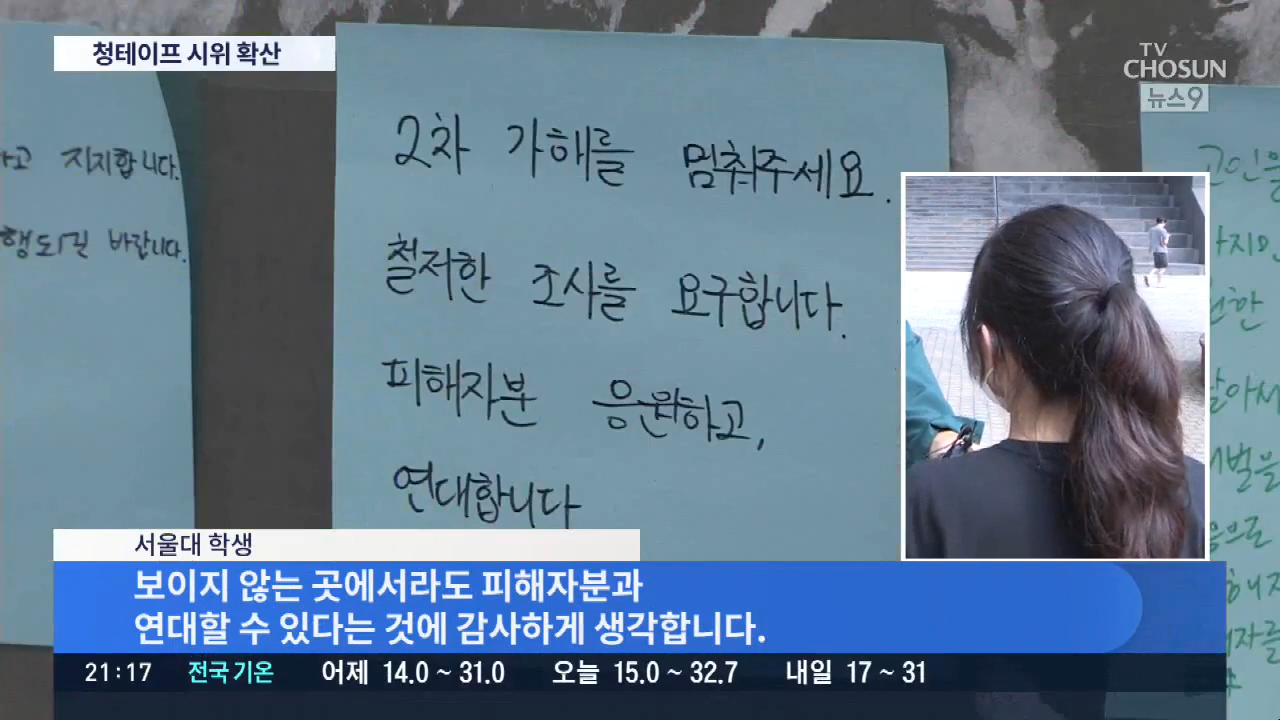 청테이프 시위 확산
TV
CHOSUN
뉴스9
지지합니다.
바랍니다.
2차 가해를 멈춰주세요.
철저한 조사를 요구합니다.
피해자분 응원하고,
연대합니다
고인을
서울대 학생
보이지 않는 곳에서라도 피해자분과
연대할 수 있다는 것에 감사하게 생각합니다.
21:17 전국 기온 어제 14.0 ~ 31.0 오늘 15.0 ~ 32.7 내일 17 ~ 31